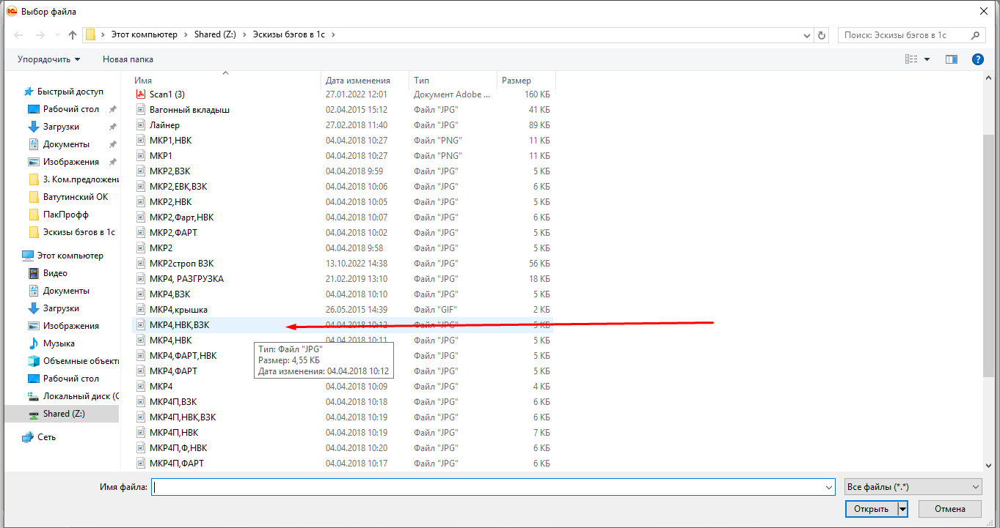 Выбор файла
Этот компьютер > Shared (Z:) > Эскизы бэгов в 1с >
Поиск: Эскизы бэгов в 1с
Упорядочить
Новая папка
Быстрый доступ
Рабочий стол
Загрузки
Документы
Изображения
3. Ком.предложени
Ватутинский ОК
ПакПрофф
Эскизы бэгов в 1с
Этот компьютер
Видео
Документы
Загрузки
Изображения
Музыка
Объемные объекты
Рабочий стол
Локальный диск (C
Shared (Z:)
Сеть
Имя Дата изменения Тип Размер
Scan1 (3) 27.01.2022 12:01 Документ Adobe ... 160 КБ
Вагонный вкладыш 02.04.2015 15:12 Файл "JPG" 41 КБ
Лайнер 27.02.2018 11:40 Файл "JPG" 89 КБ
МКР1,НВК 04.04.2018 10:27 Файл "PNG" 11 КБ
МКР1 04.04.2018 10:27 Файл "PNG" 11 КБ
МКР2,ВЗК 04.04.2018 9:59 Файл "JPG" 5 КБ
МКР2,ЕВК,ВЗК 04.04.2018 10:06 Файл "JPG" 6 КБ
МКР2,НВК 04.04.2018 10:05 Файл "JPG" 5 КБ
МКР2,Фарт,НВК 04.04.2018 10:07 Файл "JPG" 6 КБ
МКР2,ФАРТ 04.04.2018 10:02 Файл "JPG" 5 КБ
МКР2 04.04.2018 9:58 Файл "JPG" 5 КБ
МКР2строп ВЗК 13.10.2022 14:38 Файл "JPG" 56 КБ
МКР4, РАЗГРУЗКА 21.02.2019 13:10 Файл "JPG" 18 КБ
МКР4,ВЗК 04.04.2018 10:10 Файл "JPG" 5 КБ
МКР4,крышка 26.05.2015 14:39 Файл "GIF" 2 КБ
МКР4,НВК,ВЗК 04.04.2018 10:12 Файл "JPG" 5 КБ
МКР4,НВК 04.04.2018 10:11 Файл "JPG" 5 КБ
МКР4,ФАРТ,НВК Файл "JPG" 5 КБ
МКР4,ФАРТ Файл "JPG" 5 КБ
Тип: Файл "JPG"
Размер: 4,55 КБ
Дата изменения: 04.04.2018 10:12
МКР4 04.04.2018 10:09 Файл "JPG" 4 КБ
МКР4П,ВЗК 04.04.2018 10:18 Файл "JPG" 6 КБ
МКР4П,НВК,ВЗК 04.04.2018 10:19 Файл "JPG" 6 КБ
МКР4П,НВК 04.04.2018 10:19 Файл "JPG" 7 КБ
МКР4П,Ф,НВК 04.04.2018 10:20 Файл "JPG" 6 КБ
МКР4П,ФАРТ 04.04.2018 10:17 Файл "JPG" 6 КБ
Имя файла:
Все файлы (*.*)
Открыть
Отмена